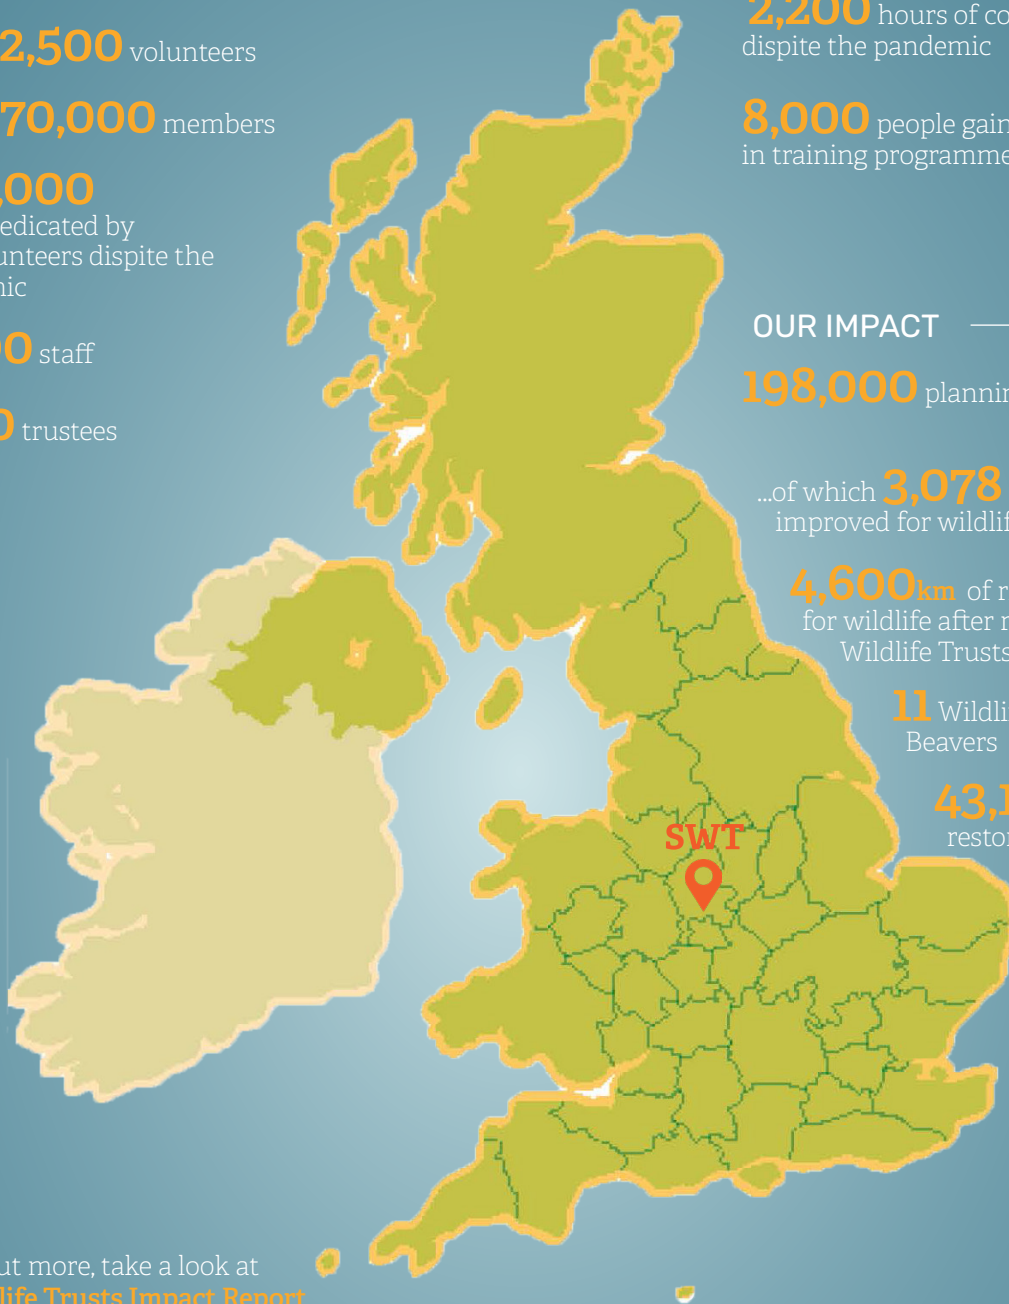 2,500 volunteers
70,000 members
,000
edicated by
unteers dispite the
nic
0 staff
0 trustees
2,200 hours of co
dispite the pandemic
8,000 people gain
in training programme
OUR IMPACT
198,000 plannin
...of which 3,078
improved for wildlif
4,600km of r
for wildlife after
Wildlife Trusts
11 Wildli
Beavers
43,1
resto
SWT
ut more, take a look at
life Trusts Impact Report